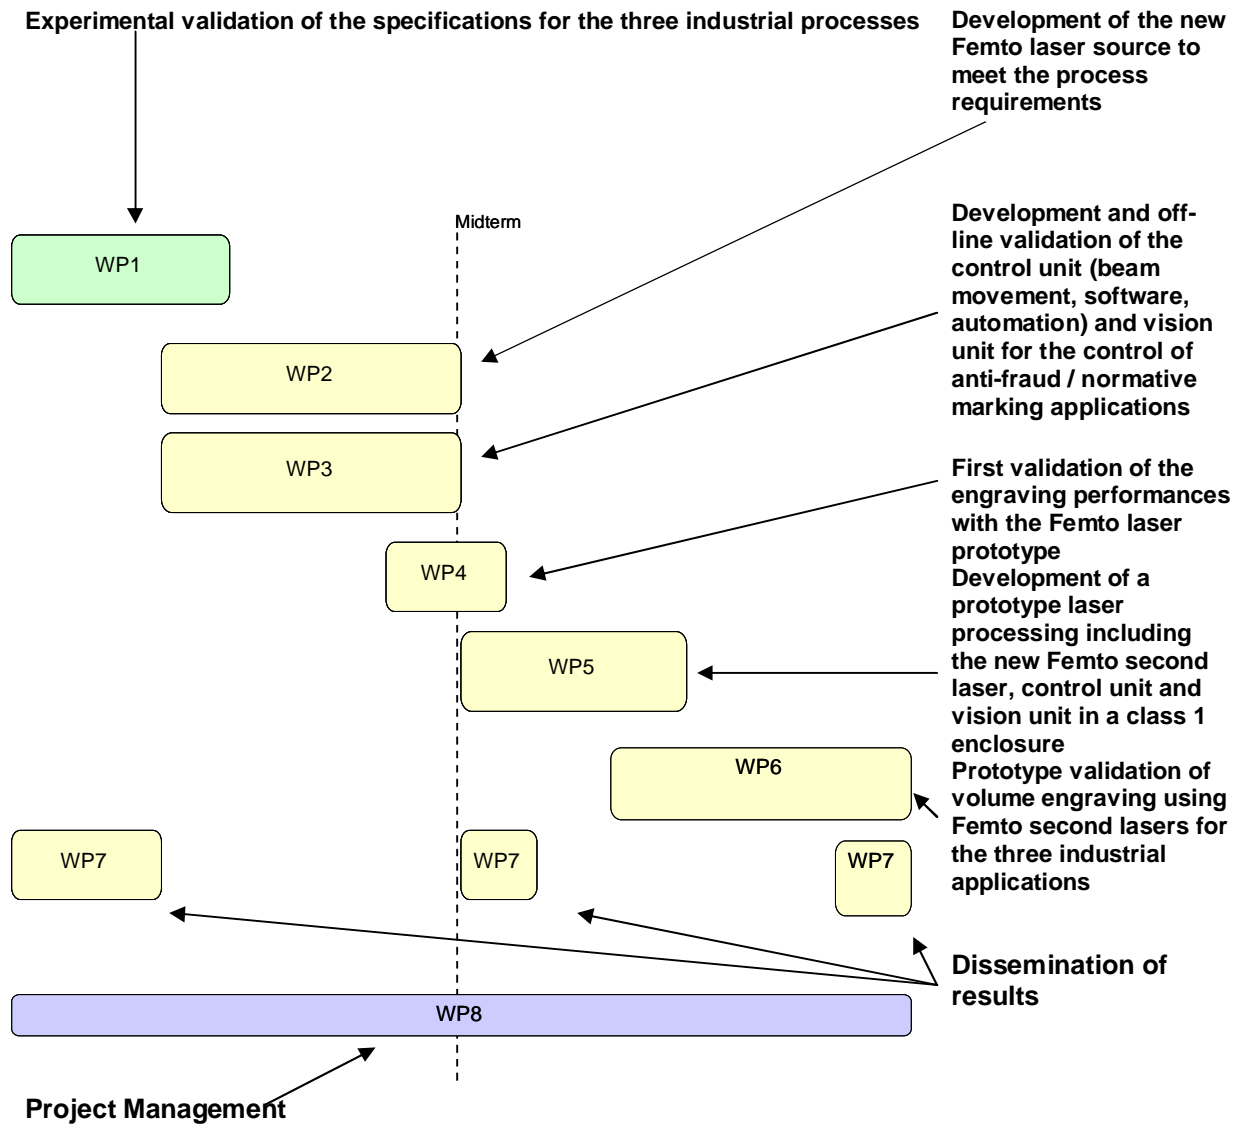 Experimental validation of the specifications for the three industrial processes
Development of the new
Femto laser source to
meet the process
requirements
Midterm
Development and off-
line validation of the
control unit (beam
movement, software,
automation) and vision
unit for the control of
anti-fraud / normative
marking applications
WP1
WP2
WP3
First validation of the
engraving performances
with the Femto laser
prototype
WP4
Development of a
prototype laser
processing including
the new Femto second
laser, control unit and
vision unit in a class 1
enclosure
WP5
WP6
Prototype validation of
volume engraving using
Femto second lasers for
the three industrial
applications
WP7
WP7
WP7
Dissemination of
results
WP8
Project Management